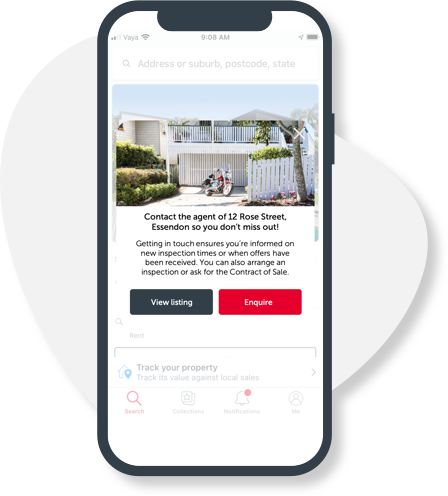 Vaya
9:08 AM
Address or suburb, postcode, state
Contact the agent of 12 Rose Street,
Essendon so you don't miss out!
Getting in touch ensures you're informed on
new inspection times or when offers have
been received. You can also arrange an
inspection or ask for the Contract of Sale.
View listing
Enquire
Rent
Track your property
Track its value against local sales
Search
Collections
Notifications
Me